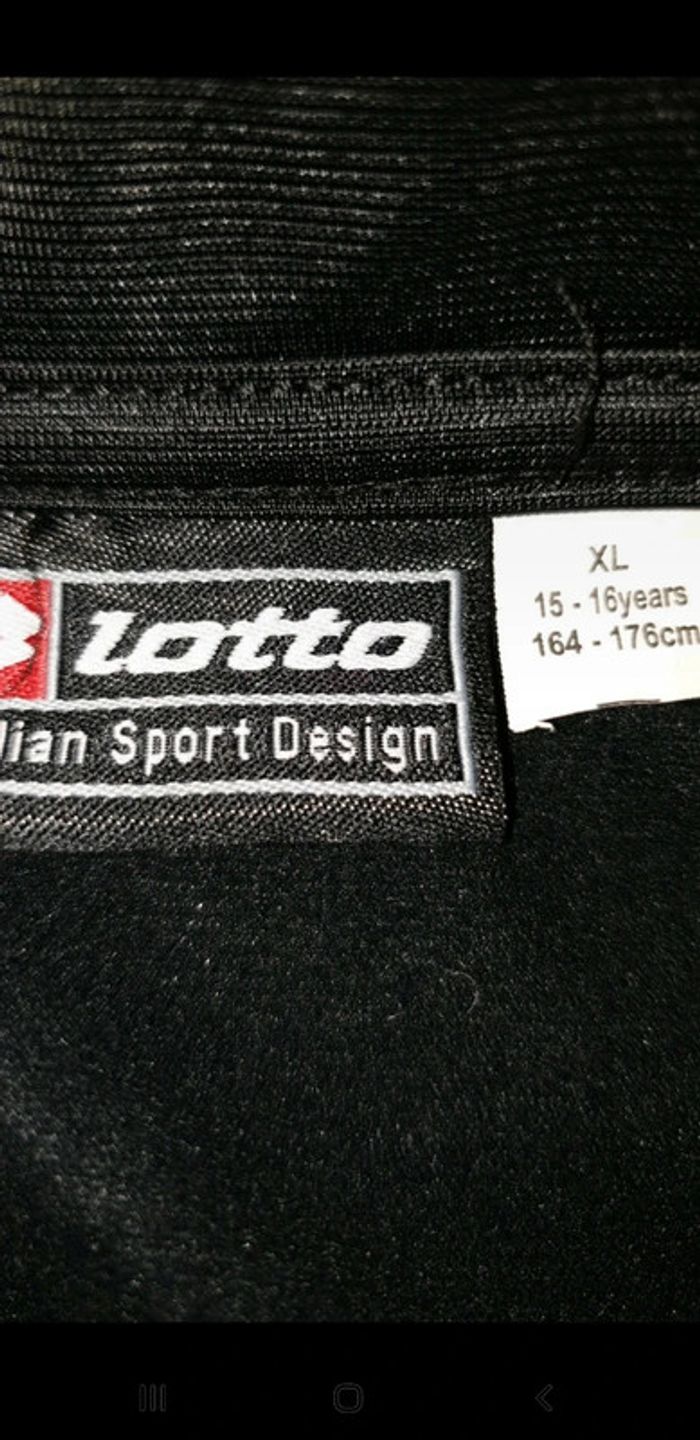 lotto
lian Sport Design
XL
15 - 16years
164 - 176cm